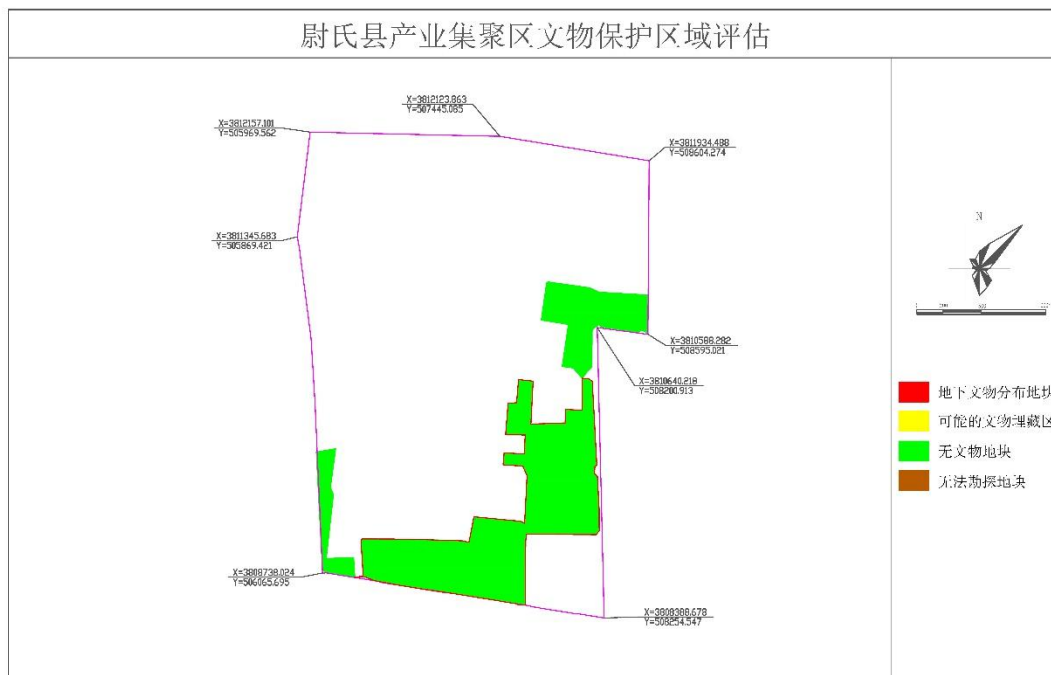 尉氏县产业集聚区文物保护区域评估
X=3812123.863
Y=507445.085
X=3812157.101
Y=505969.562
X=3811934.488
Y=508604.274
X=3811345.683
Y=505869.421
N
X=3810588.282
Y=508595.021
X=3810640.218
Y=508200.913
地下文物分布地块
可能的文物埋藏区
无文物地块
无法勘探地块
X=3808738.024
Y=506065.695
X=3808388.678
Y=508254.547